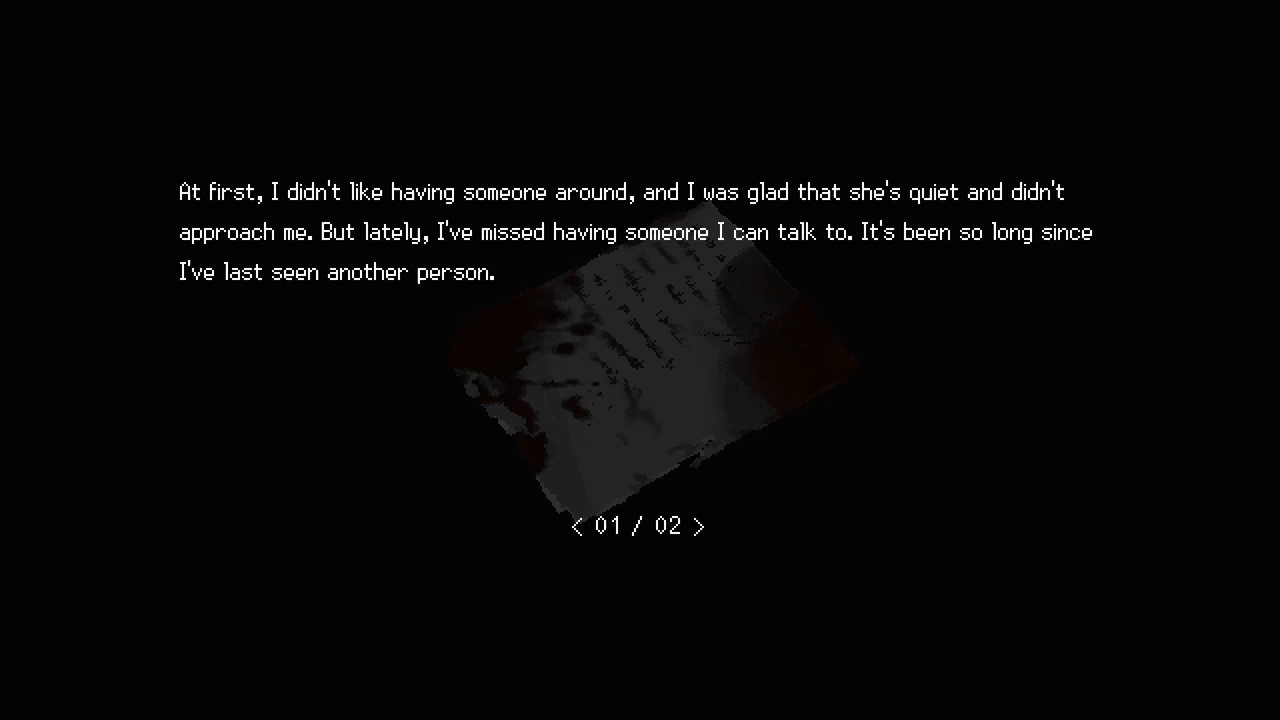 At first, I didn't like having someone around, and I was glad that she's quiet and didn't
approach me. But lately, I've missed having someone I can talk to. It's been so long since
I've last seen another person.
< 01 / 02 >